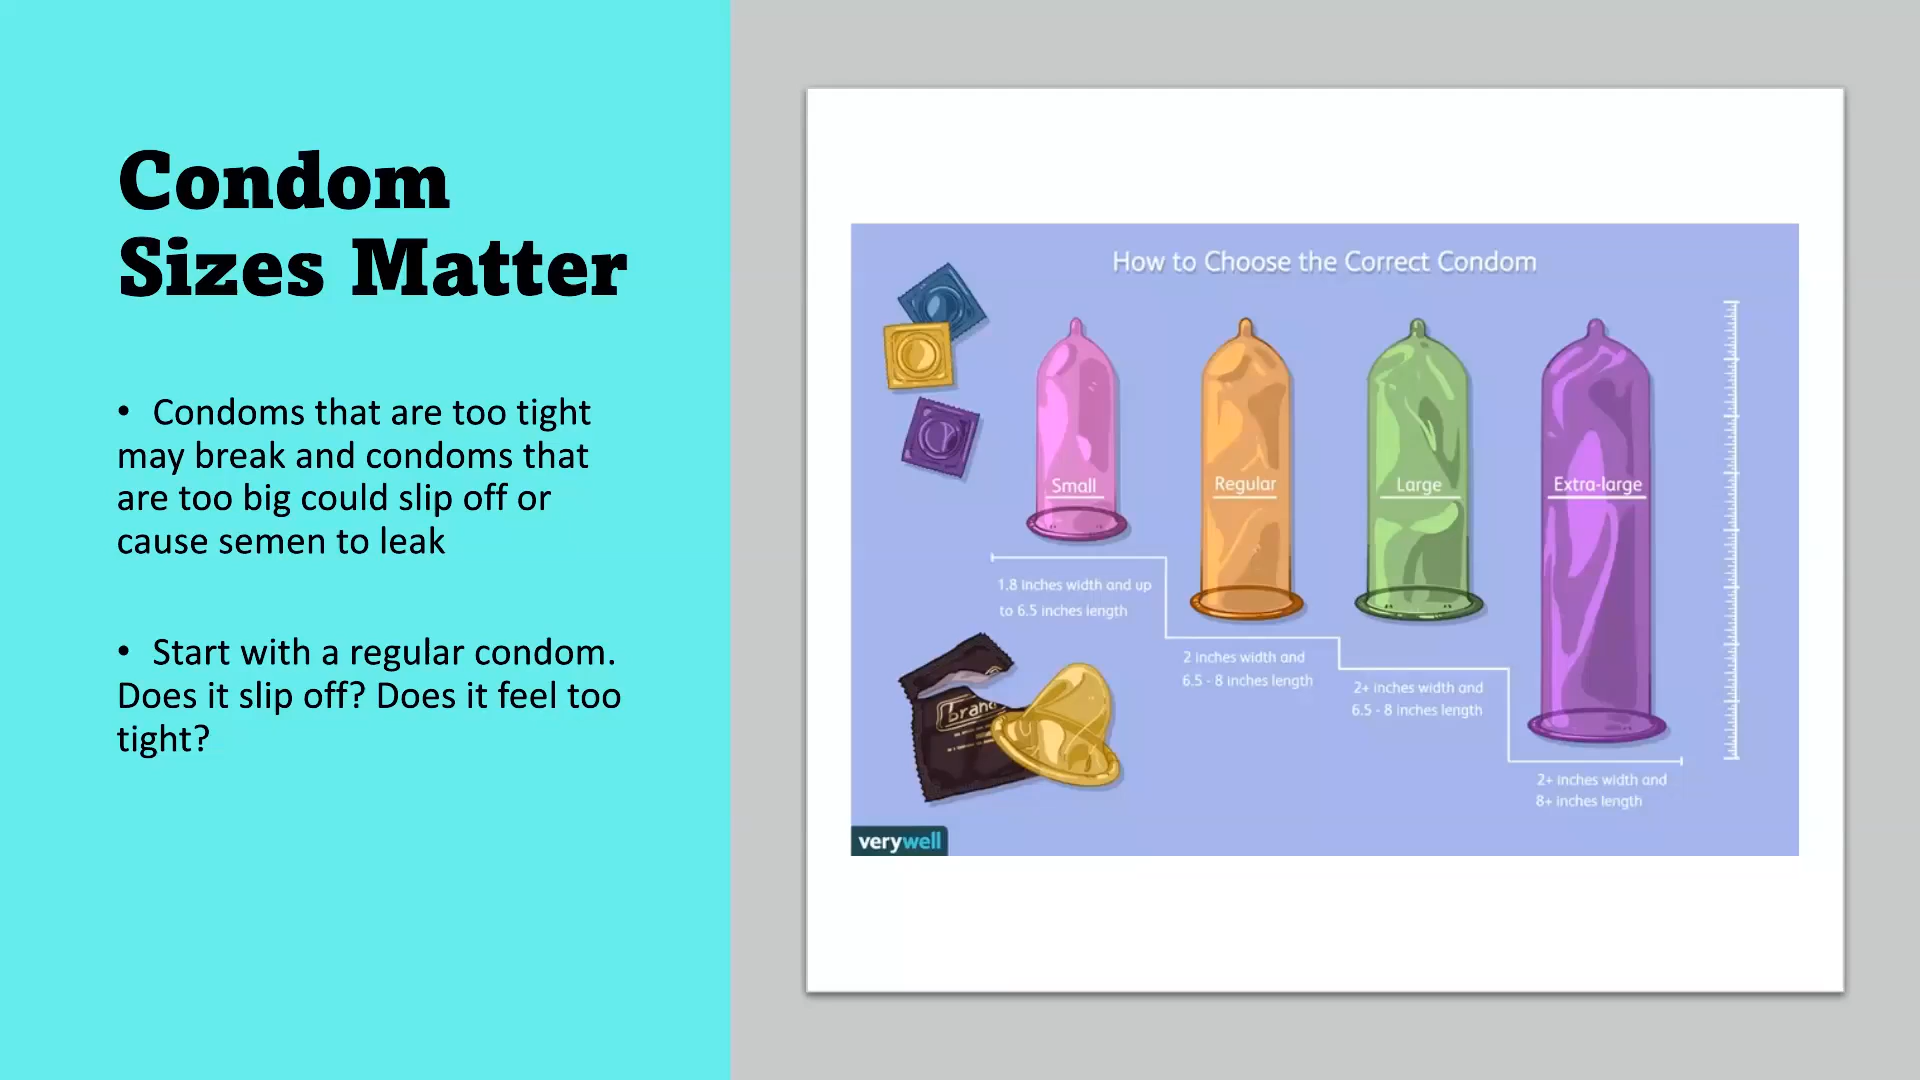 Condom
Sizes Matter
• Condoms that are too tight
may break and condoms that
are too big could slip off or
cause semen to leak
• Start with a regular condom.
Does it slip off? Does it feel too
tight?
How to Choose the Correct Condom
Small
Regular
Large
Extra-large
1.8 inches width and up
to 6.5 inches length
2 inches width and
6.5 - 8 inches length
2+ inches width and
6.5 - 8 inches length
2+ inches width and
8+ inches length
brand
verywell